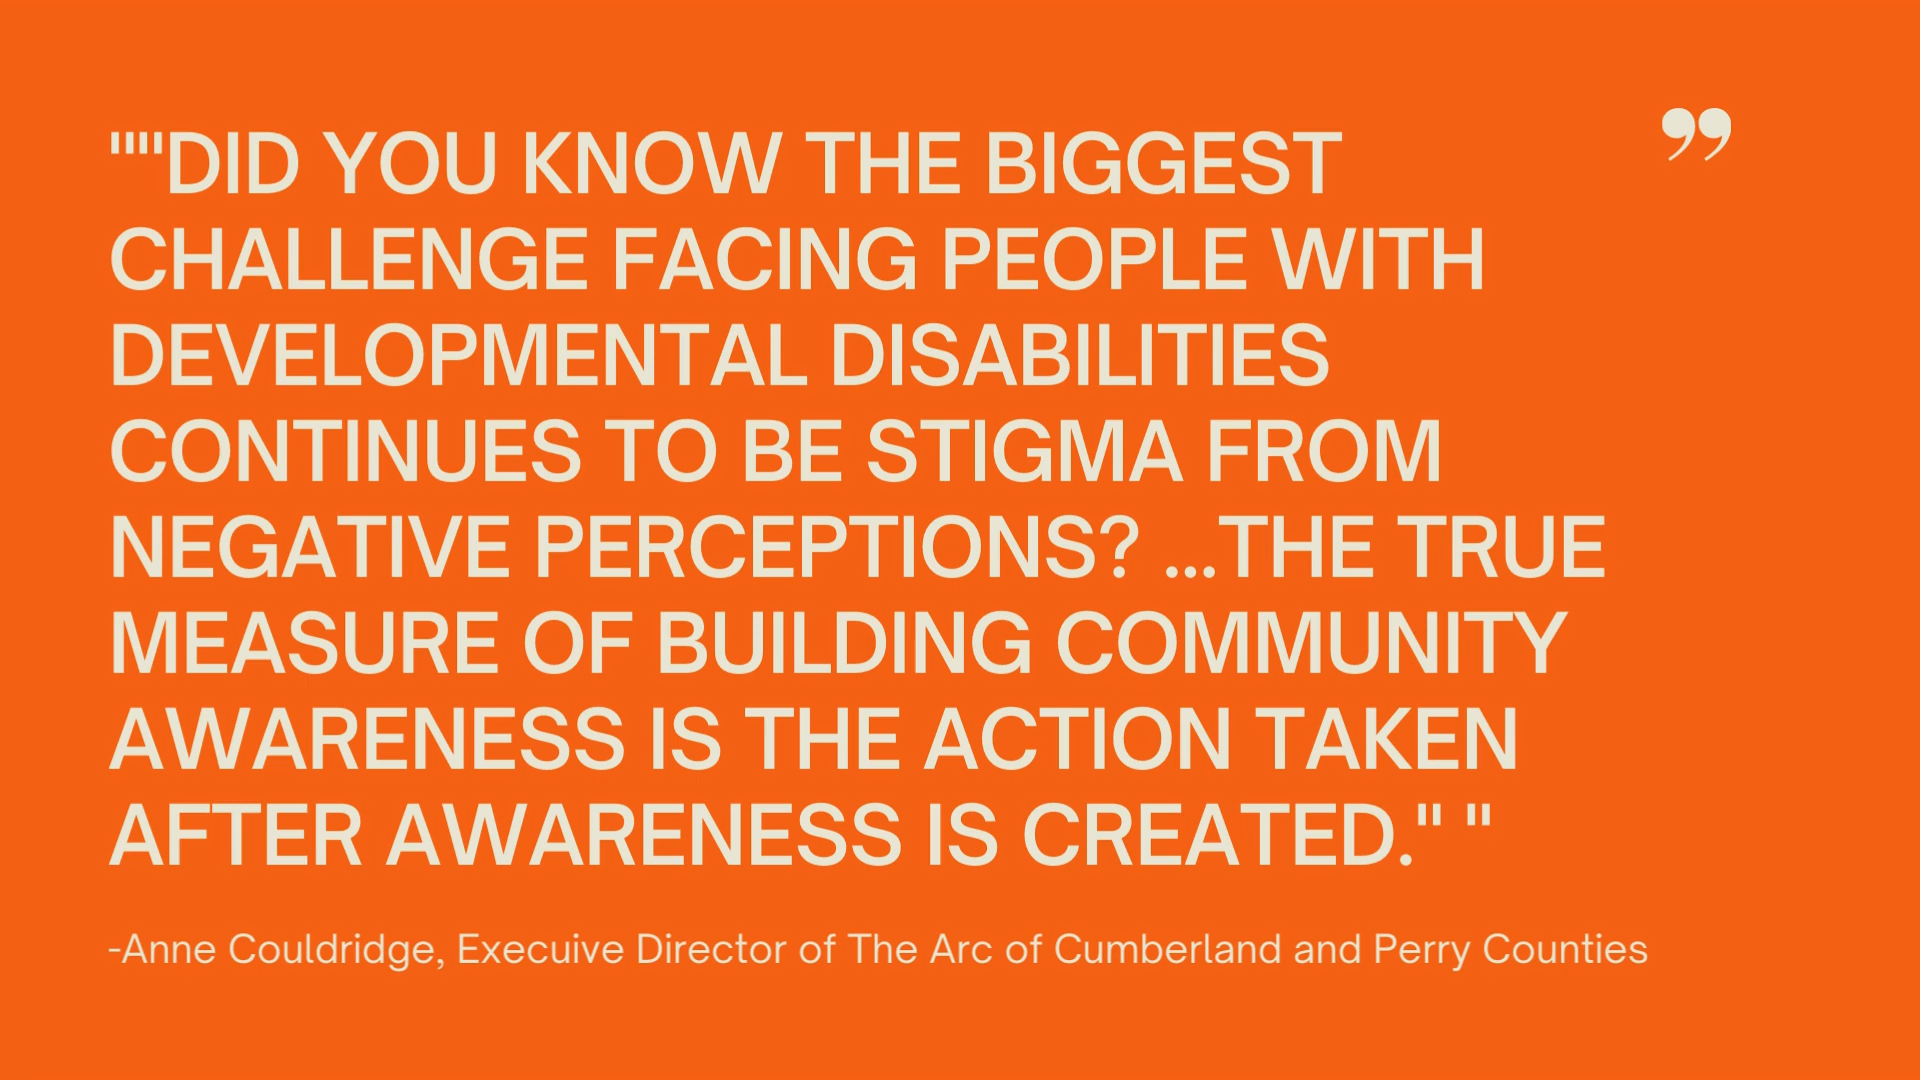 ""'DID YOU KNOW THE BIGGEST
”
CHALLENGE FACING PEOPLE WITH
DEVELOPMENTAL DISABILITIES
CONTINUES TO BE STIGMA FROM
NEGATIVE PERCEPTIONS? ...THE TRUE
MEASURE OF BUILDING COMMUNITY
AWARENESS IS THE ACTION TAKEN
AFTER AWARENESS IS CREATED." "
-Anne Couldridge, Execuive Director of The Arc of Cumberland and Perry Counties